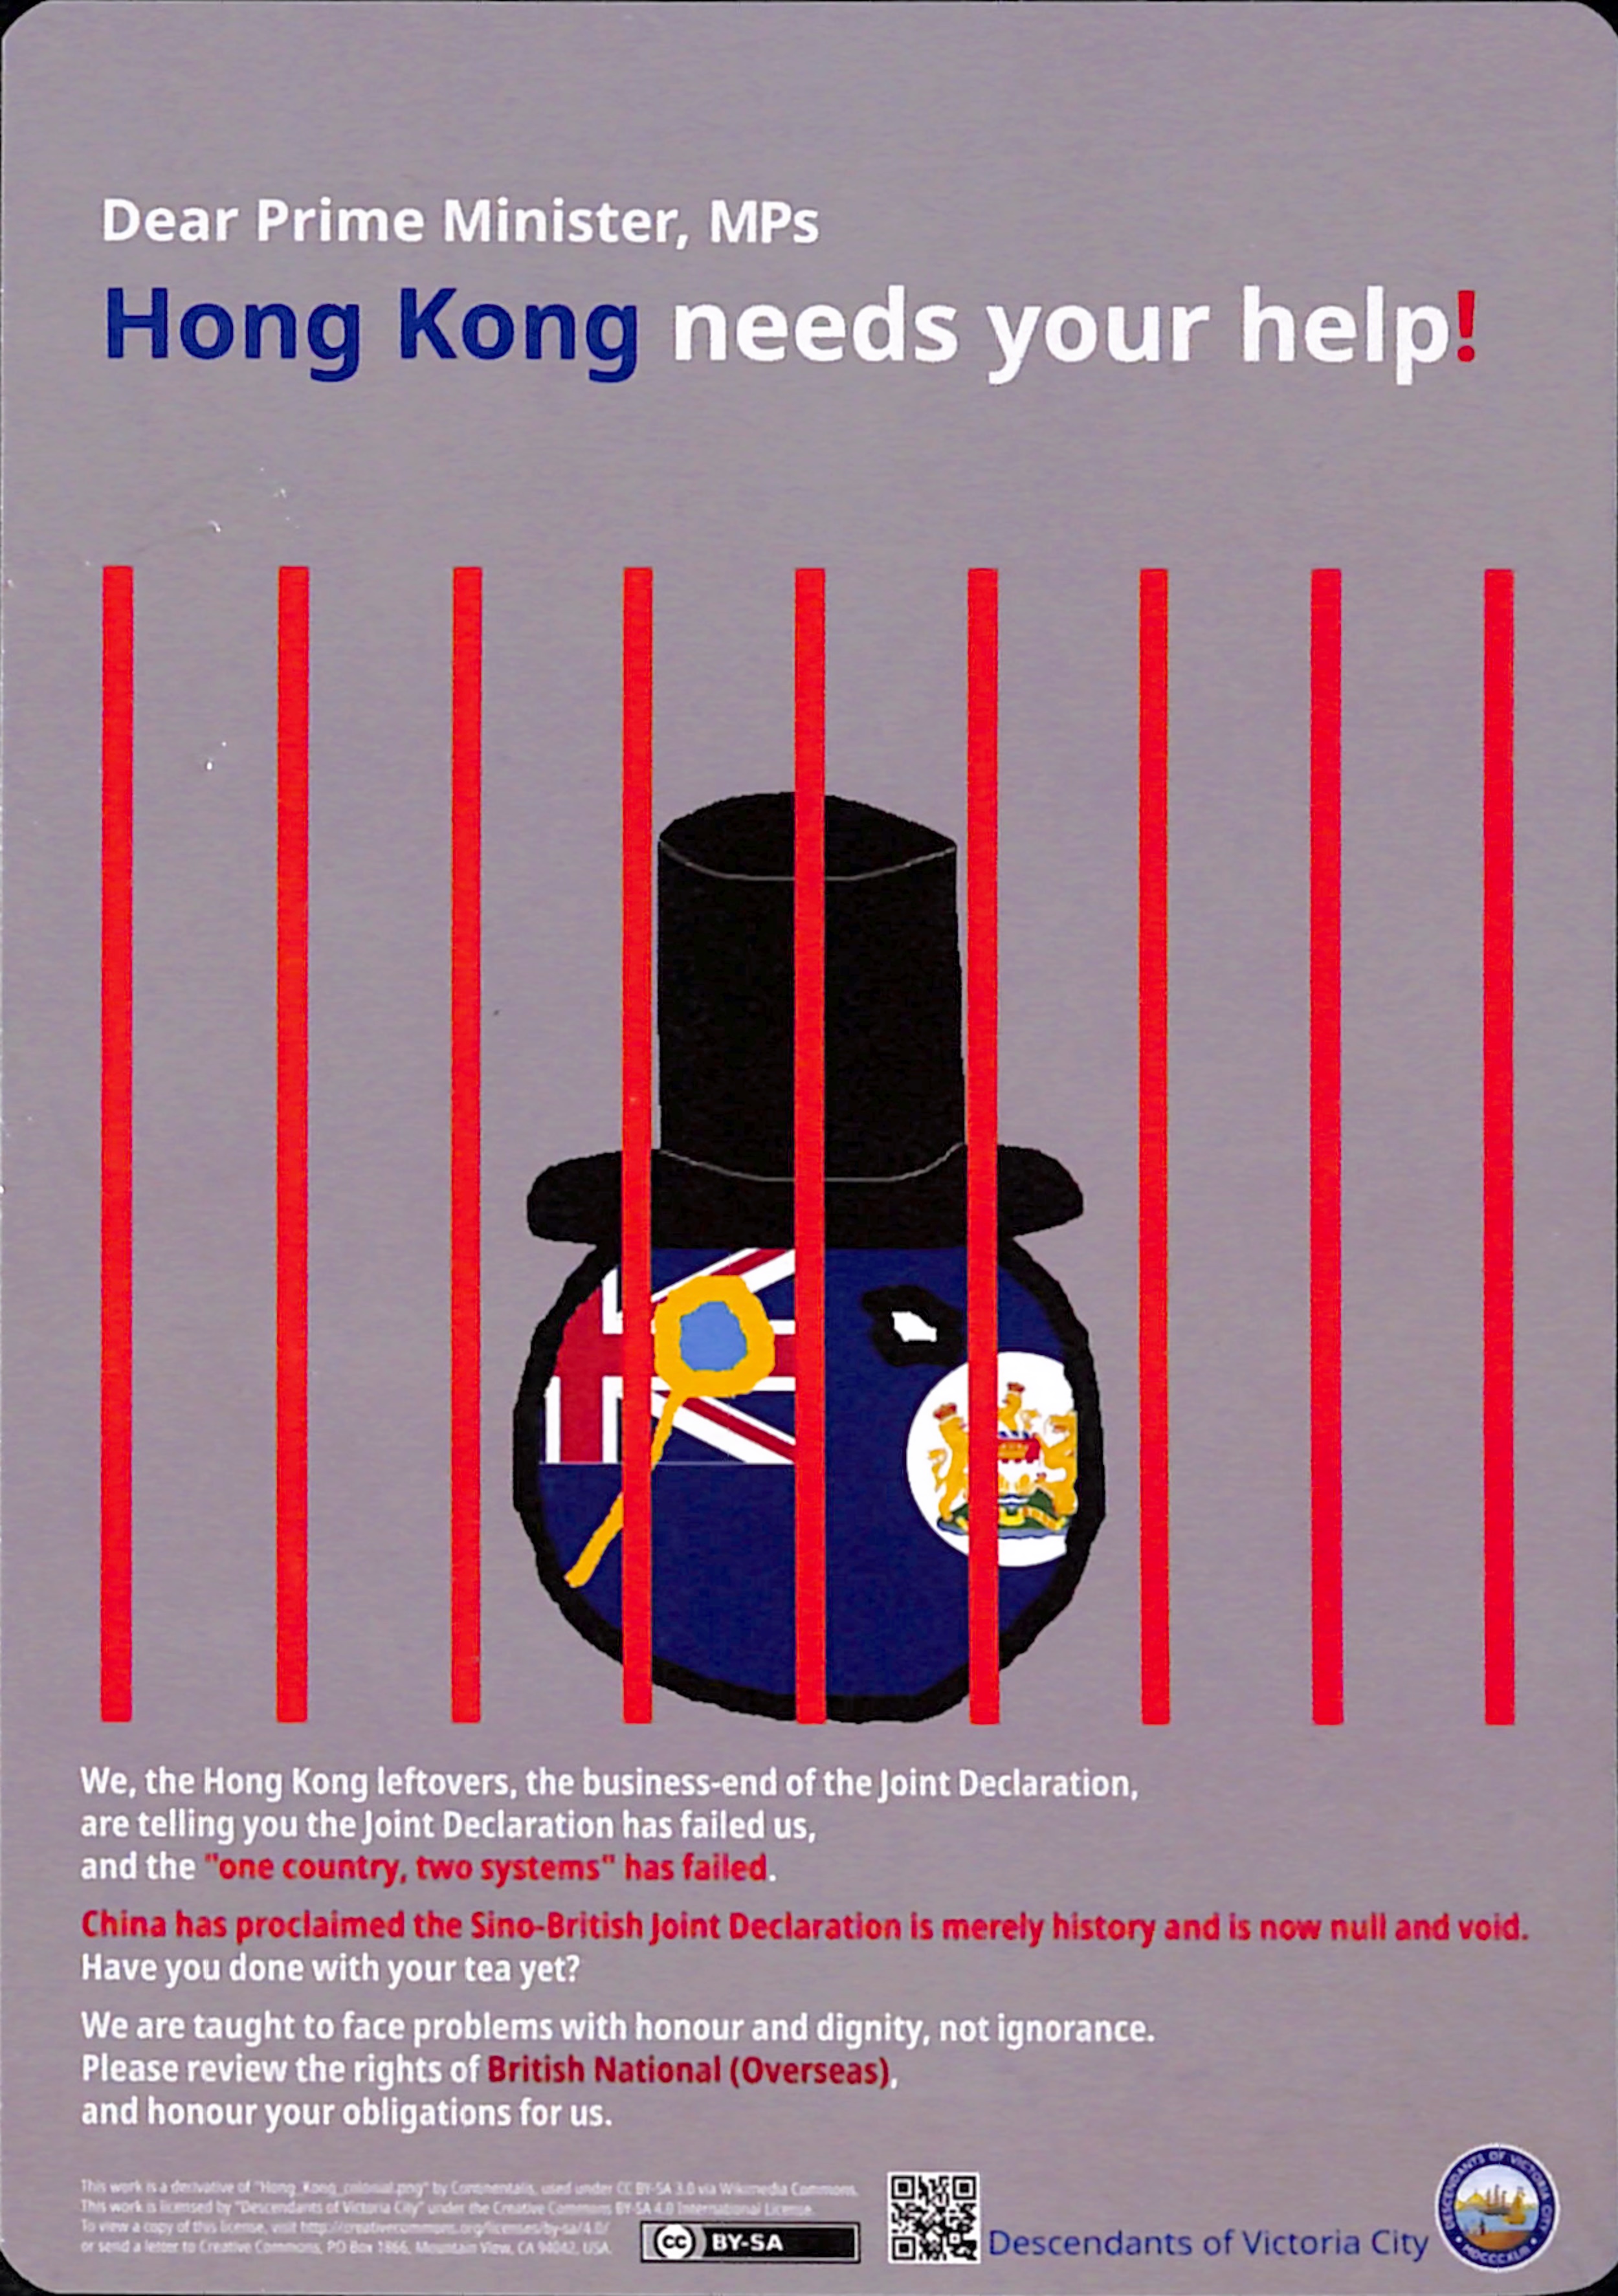 Dear Prime Minister, MPs
Hong Kong needs your help!
We, the Hong Kong leftovers, the business-end of the Joint Declaration,
are telling you the Joint Declaration has failed us,
and the "one country, two systems" has failed.
China has proclaimed the Sino-British Joint Declaration is merely history and is now null and void.
Have you done with your tea yet?
We are taught to face problems with honour and dignity, not ignorance.
Please review the rights of British National (Overseas),
and honour your obligations for us.
This work is a derivative of "Hong_Kong_colonial.png" by Continentalis, used under CC BY-SA 3.0 via Wikimedia Commons.
This work is licensed by "Descendants of Victoria City" under the Creative Commons BY-SA 4.0 International License.
To view a copy of this license, visit http://creativecommons.org/licenses/by-sa/4.0/
or send a letter to Creative Commons, PO Box 1866, Mountain View, CA 94042, USA.
cc BY-SA
Descendants of Victoria City
DESCENDANTS OF VICTORIA CITY